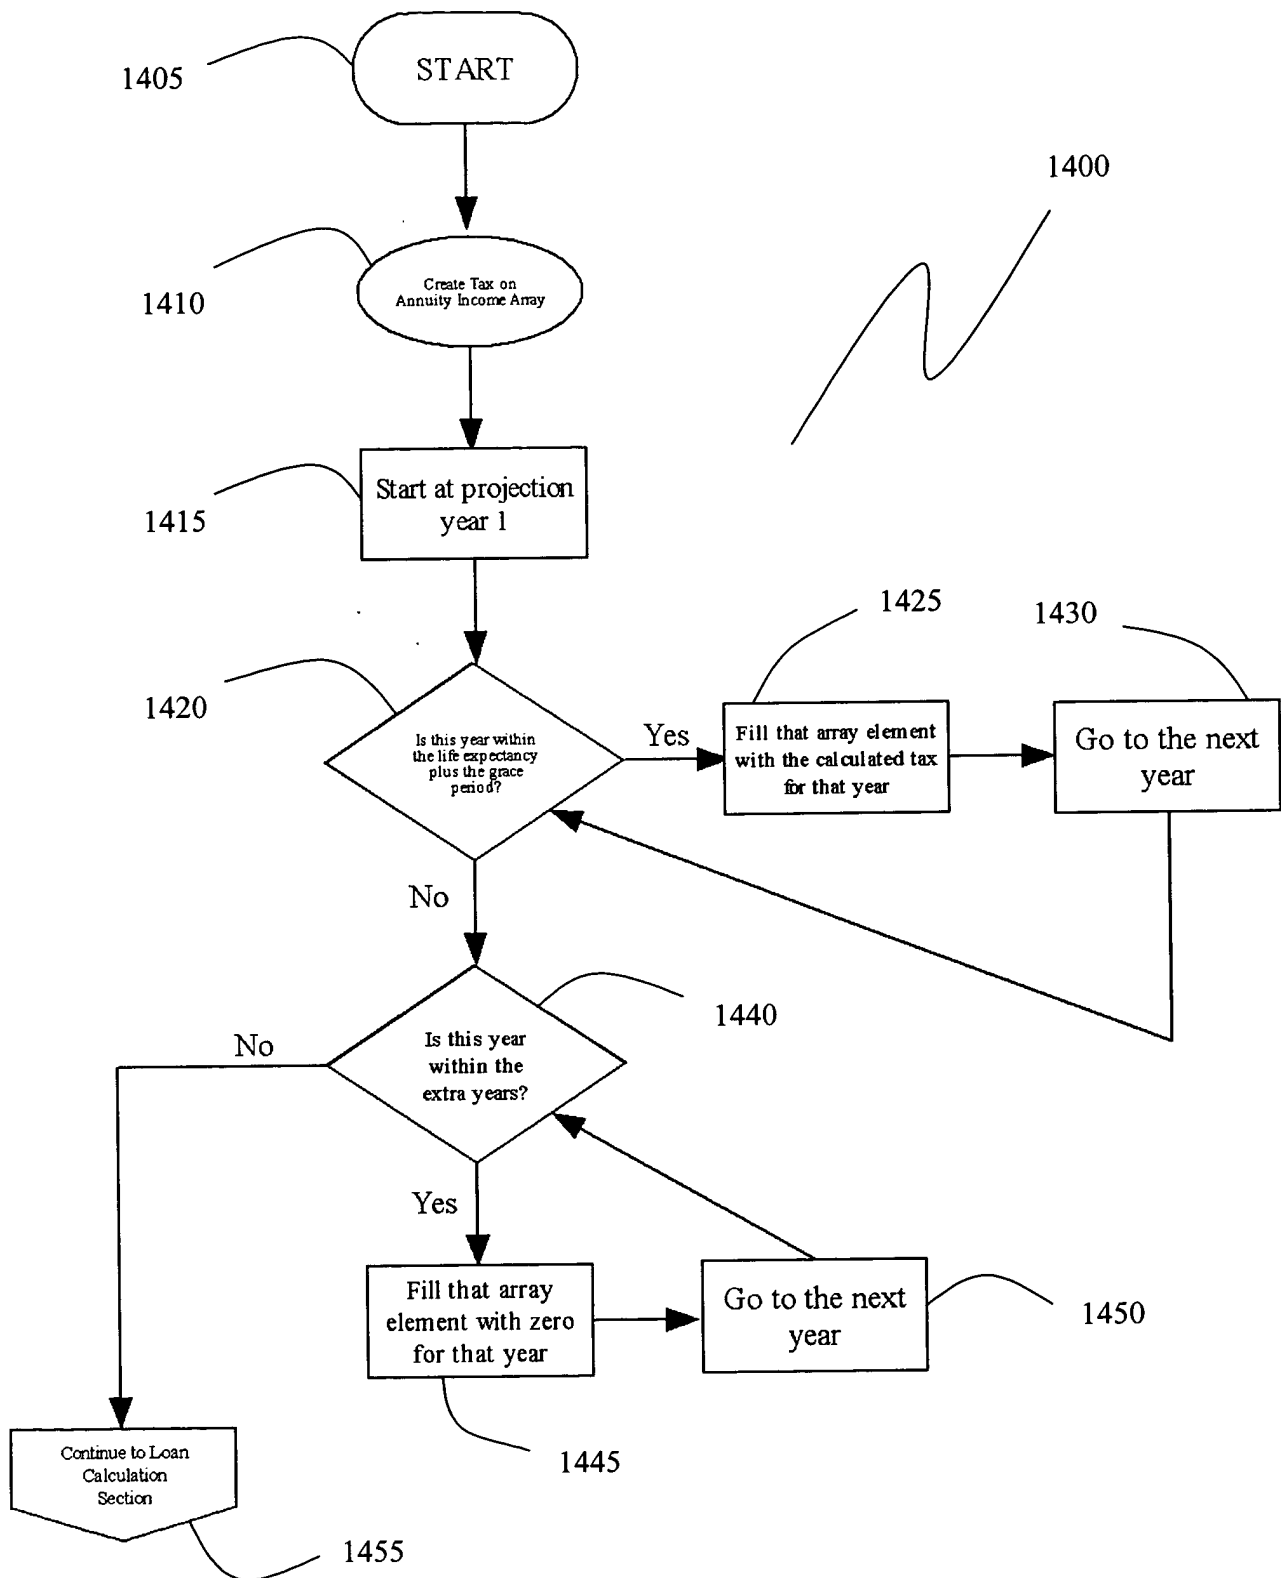 START
1405
1400
Create Tax on
Annuity Income Array
1410
Start at projection
year 1
1415
1425
1430
1420
Is this year within
the life expectancy
plus the grace
period?
Yes
Fill that array element
with the calculated tax
for that year
Go to the next
year
No
1440
Is this year
within the
extra years?
No
Yes
Fill that array
element with zero
for that year
Go to the next
year
1450
1445
Continue to Loan
Calculation
Section
1455